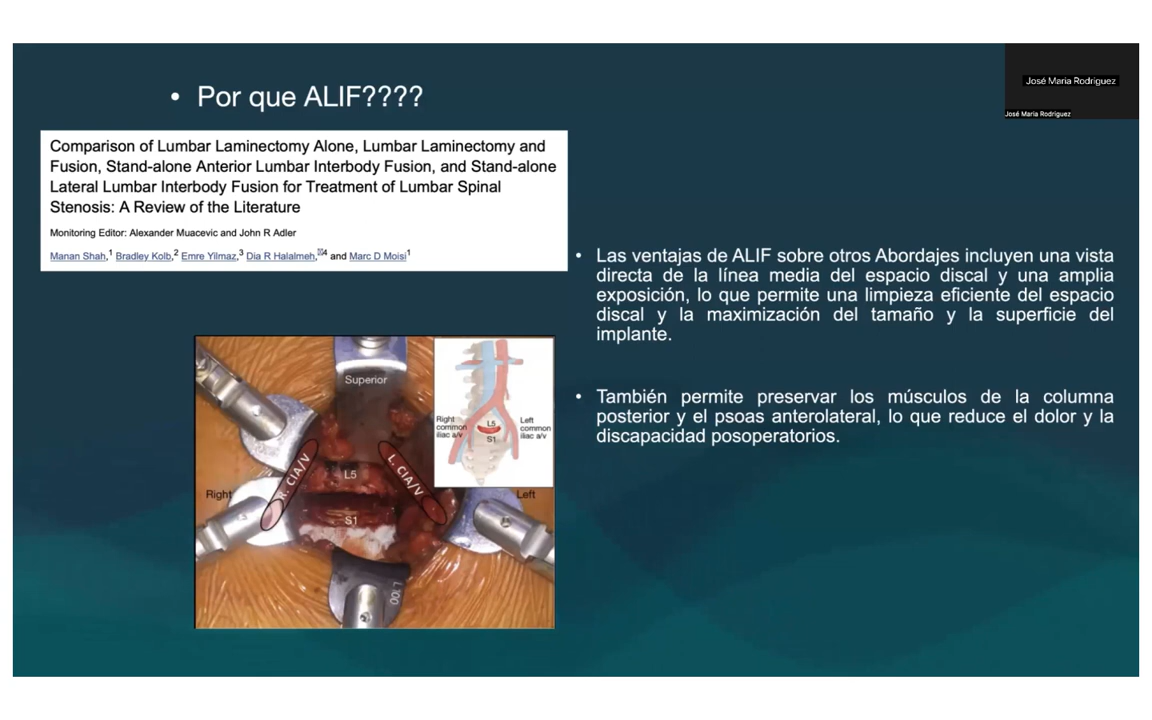 • Por que ALIF????
José Maria Rodriguez
José Maria Rodriguez
Comparison of Lumbar Laminectomy Alone, Lumbar Laminectomy and
Fusion, Stand-alone Anterior Lumbar Interbody Fusion, and Stand-alone
Lateral Lumbar Interbody Fusion for Treatment of Lumbar Spinal
Stenosis: A Review of the Literature
Monitoring Editor: Alexander Muacevic and John R Adler
Manan Shah,1 Bradley Kolb,2 Emre Yilmaz,3 Dia R Halalmeh,✉4 and Marc D Moisi1
• Las ventajas de ALIF sobre otros Abordajes incluyen una vista
directa de la línea media del espacio discal y una amplia
exposición, lo que permite una limpieza eficiente del espacio
discal y la maximización del tamaño y la superficie del
implante.
• También permite preservar los músculos de la columna
posterior y el psoas anterolateral, lo que reduce el dolor y la
discapacidad posoperatorios.
Superior
Right
common
iliac a/v
L5
S1
Left
common
iliac a/v
R. CIA/V
L. CIA/V
L5
Right
Left
S1
100